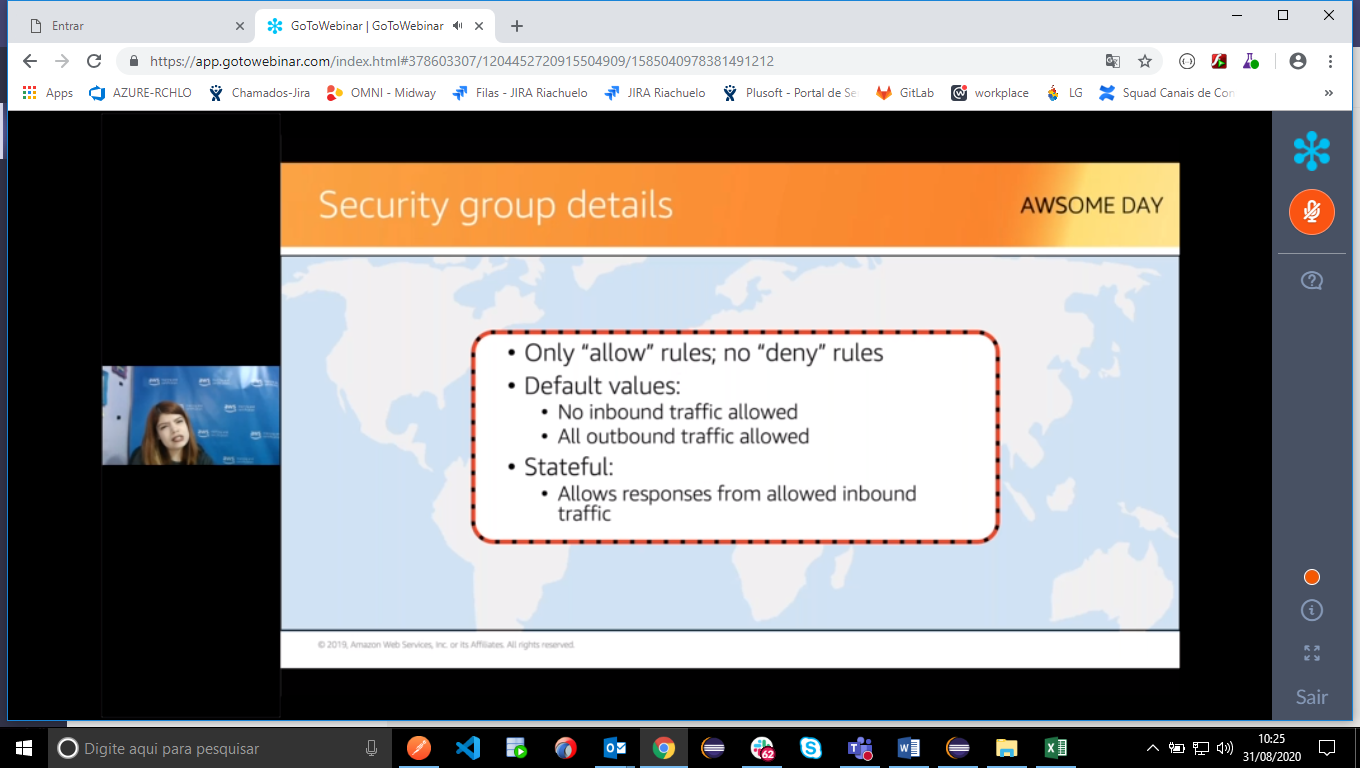 Entrar
GoToWebinar | GoToWebinar
https://app.gotowebinar.com/index.html#378603307/1204452720915504909/1585040978381491212
Apps AZURE-RCHLO Chamados-Jira OMNI - Midway Filas - JIRA Riachuelo JIRA Riachuelo Plusoft - Portal de Se GitLab workplace LG Squad Canais de Con »
Security group details
AWSOME DAY
• Only “allow” rules; no “deny” rules
• Default values:
• No inbound traffic allowed
• All outbound traffic allowed
• Stateful:
• Allows responses from allowed inbound
traffic
© 2019, Amazon Web Services, Inc. or its Affiliates. All rights reserved.
aws
Sair
Digite aqui para pesquisar
62
10:25
31/08/2020